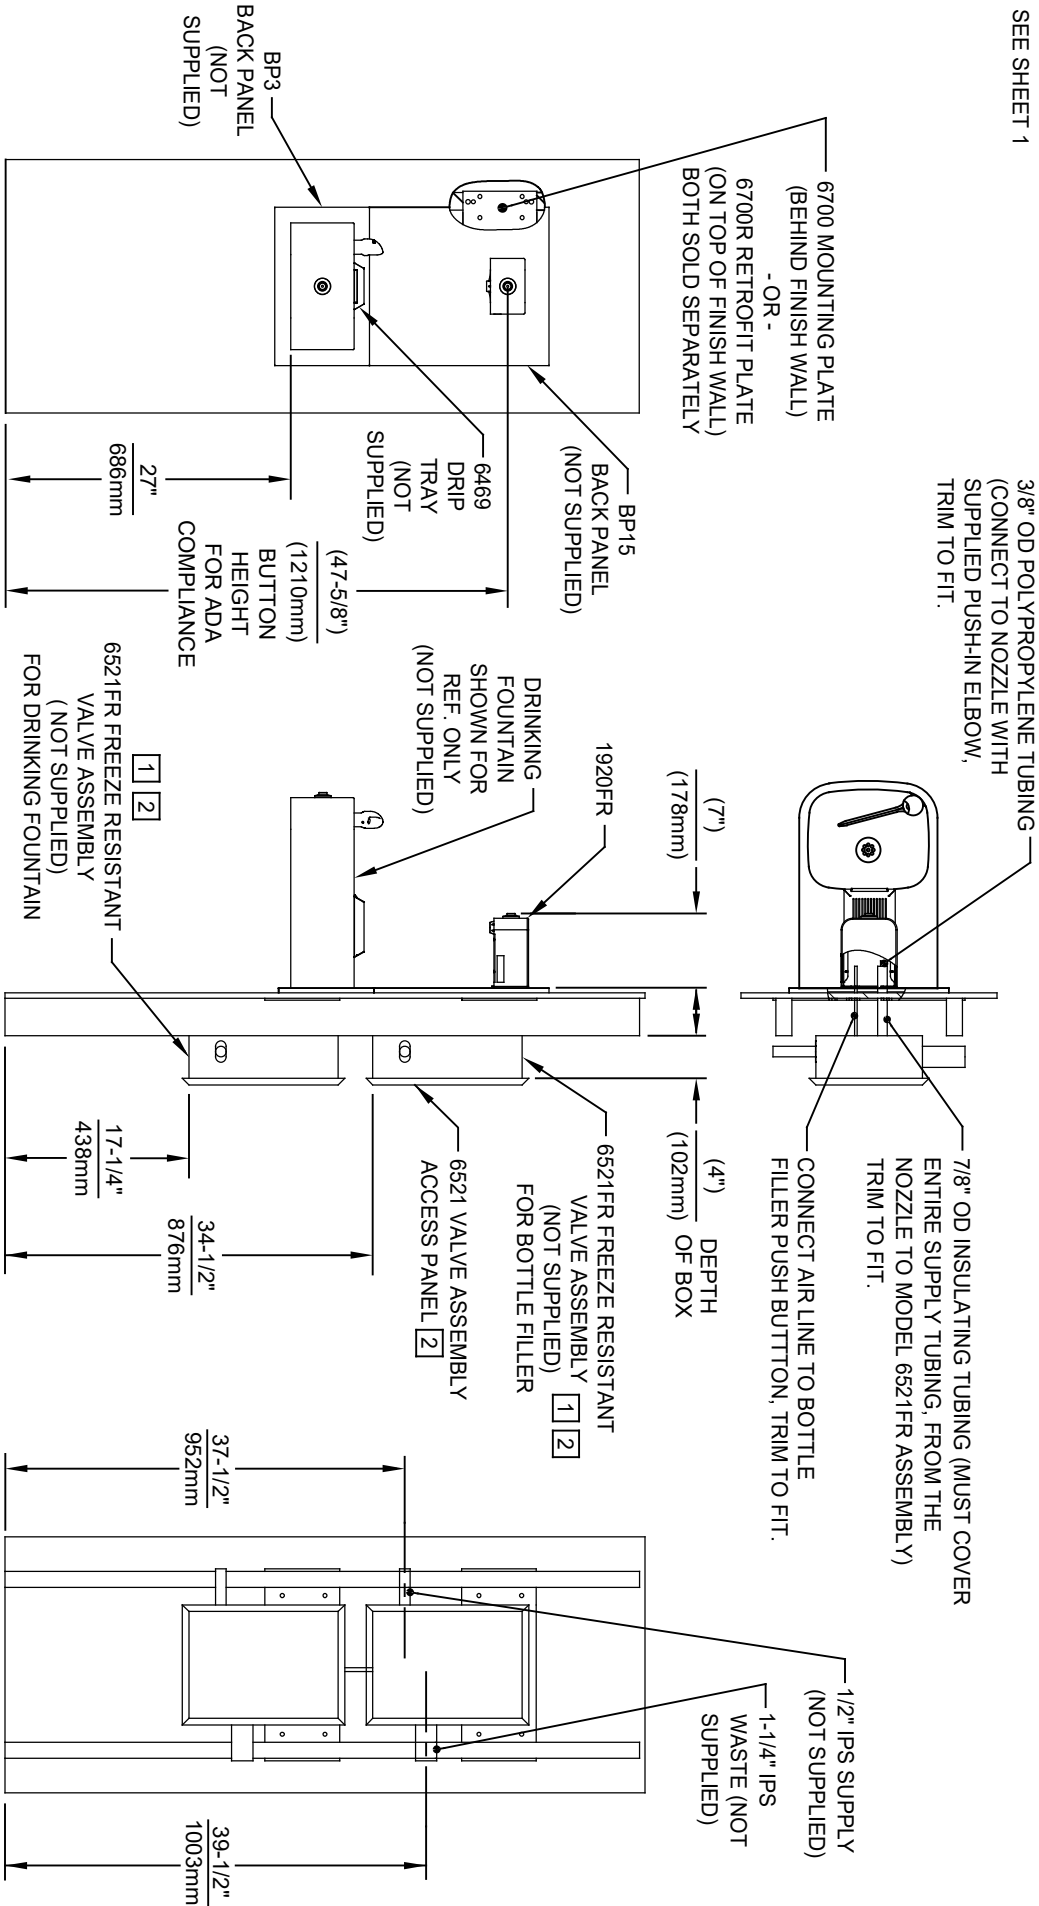 SEE SHEET 1
3/8" OD POLYPROPYLENE TUBING
(CONNECT TO NOZZLE WITH
SUPPLIED PUSH-IN ELBOW,
TRIM TO FIT.
7/8" OD INSULATING TUBING (MUST COVER
ENTIRE SUPPLY TUBING, FROM THE
NOZZLE TO MODEL 6521FR ASSEMBLY)
TRIM TO FIT.
CONNECT AIR LINE TO BOTTLE
FILLER PUSH BUTTTON, TRIM TO FIT.
6700 MOUNTING PLATE
(BEHIND FINISH WALL)
- OR -
6700R RETROFIT PLATE
(ON TOP OF FINISH WALL)
BOTH SOLD SEPARATELY
BP15
BACK PANEL
(NOT SUPPLIED)
BP3
BACK PANEL
(NOT
SUPPLIED)
6469
DRIP
TRAY
(NOT
SUPPLIED)
27"
686mm
(47-5/8")
(1210mm)
BUTTON
HEIGHT
FOR ADA
COMPLIANCE
(7")
(178mm)
(4")
(102mm)
DEPTH
OF BOX
1920FR
DRINKING
FOUNTAIN
SHOWN FOR
REF. ONLY
(NOT SUPPLIED)
1 2
6521FR FREEZE RESISTANT
VALVE ASSEMBLY
( NOT SUPPLIED)
FOR DRINKING FOUNTAIN
6521FR FREEZE RESISTANT
VALVE ASSEMBLY 1 2
(NOT SUPPLIED)
FOR BOTTLE FILLER
6521 VALVE ASSEMBLY
ACCESS PANEL 2
17-1/4"
438mm
34-1/2"
876mm
1/2" IPS SUPPLY
(NOT SUPPLIED)
1-1/4" IPS
WASTE (NOT
SUPPLIED)
37-1/2"
952mm
39-1/2"
1003mm